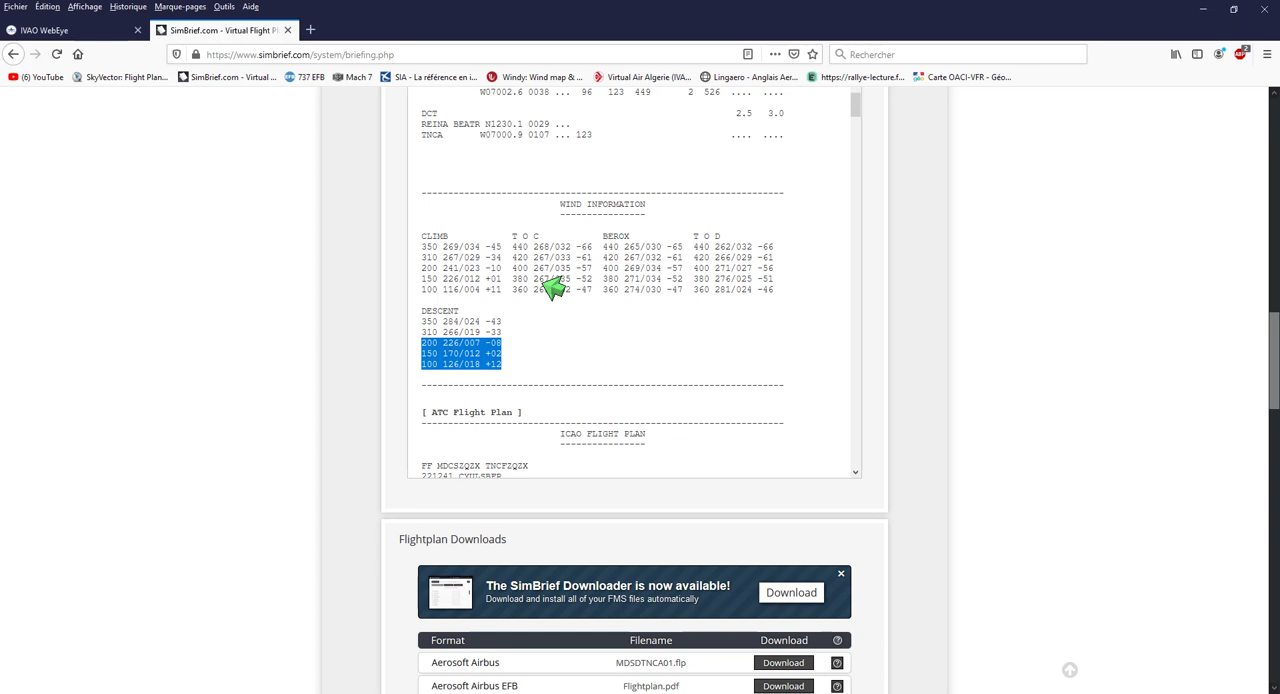 Fichier Édition Affichage Historique Marque-pages Outils Aide
IVAO WebEye SimBrief.com - Virtual Flight P
https://www.simbrief.com/system/briefing.php Rechercher
(6) YouTube SkyVector: Flight Plan... SimBrief.com - Virtual ... 737 EFB Mach 7 SIA - La référence en i... Windy: Wind map & ... Virtual Air Algerie (IVA... Lingaero - Anglais Aer... https://rallye-lecture.f... Carte OACI-VFR - Géo... 2
W07002.6 0038 ... 96 123 449 2 526 .... ....
DCT 2.5 3.0
REINA BEATR N1230.1 0029 ...
TNCA W07000.9 0107 ... 123 .... ....
--------------------------------------------------------------------
WIND INFORMATION
----------------
CLIMB T O C BEROX T O D
350 269/034 -45 440 268/032 -66 440 265/030 -65 440 262/032 -66
310 267/029 -34 420 267/033 -61 420 267/032 -61 420 266/029 -61
200 241/023 -10 400 267/035 -57 400 269/034 -57 400 271/027 -56
150 226/012 +01 380 -52 380 271/034 -52 380 276/025 -51
100 116/004 +11 360 -47 360 274/030 -47 360 281/024 -46
DESCENT
350 284/024 -43
310 266/019 -33
200 226/007 -08
150 170/012 +02
100 126/018 +12
--------------------------------------------------------------------
[ ATC Flight Plan ]
--------------------------------------------------------------------
ICAO FLIGHT PLAN
----------------
FF MDCSZQZX TNCFZQZX
221241 CYULSBFR
Flightplan Downloads
The SimBrief Downloader is now available!
Download and install all of your FMS files automatically
Download
Format Filename Download
Aerosoft Airbus MDSDTNCA01.flp Download
Aerosoft Airbus EFB Flightplan.pdf Download